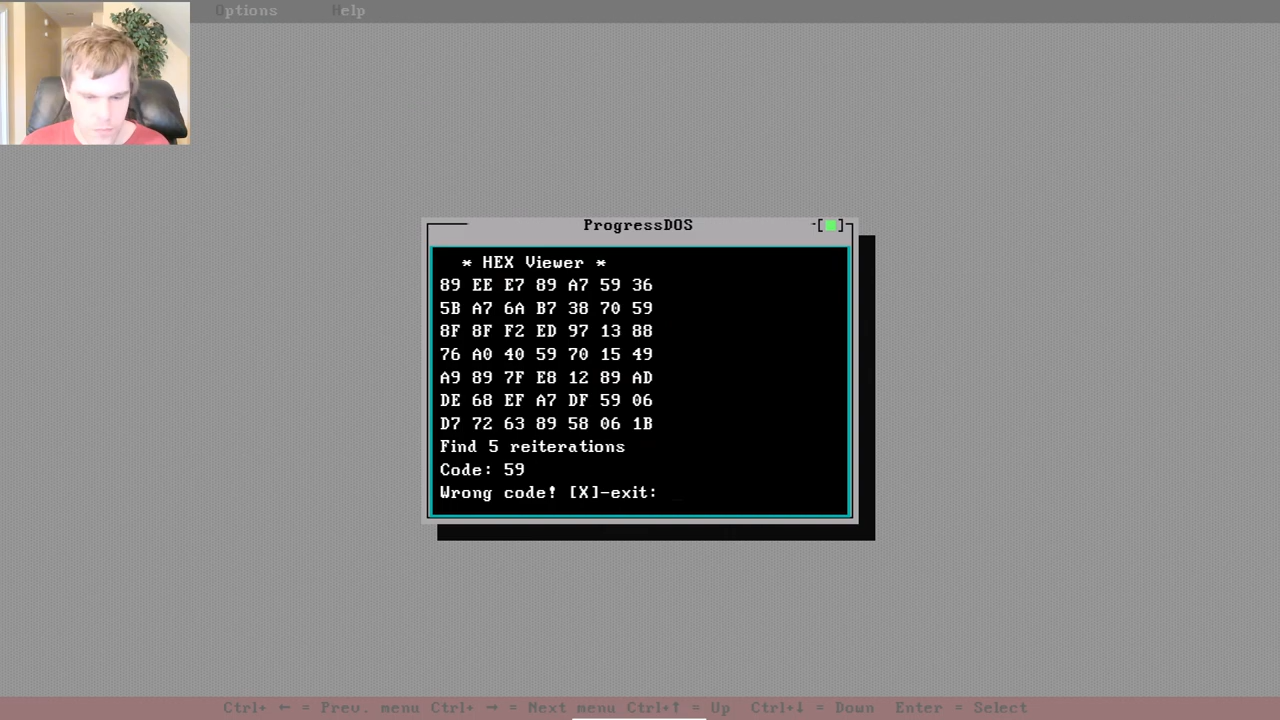 Options Help
ProgressDOS
* HEX Viewer *
89 EE E7 89 A7 59 36
5B A7 6A B7 38 70 59
8F 8F F2 ED 97 13 88
76 A0 40 59 70 15 49
A9 89 7F E8 12 89 AD
DE 68 EF A7 DF 59 06
D7 72 63 89 58 06 1B
Find 5 reiterations
Code: 59
Wrong code! [X]-exit:
Ctrl+ ← = Prev. menu Ctrl+ → = Next menu Ctrl+↑ = Up Ctrl+↓ = Down Enter = Select